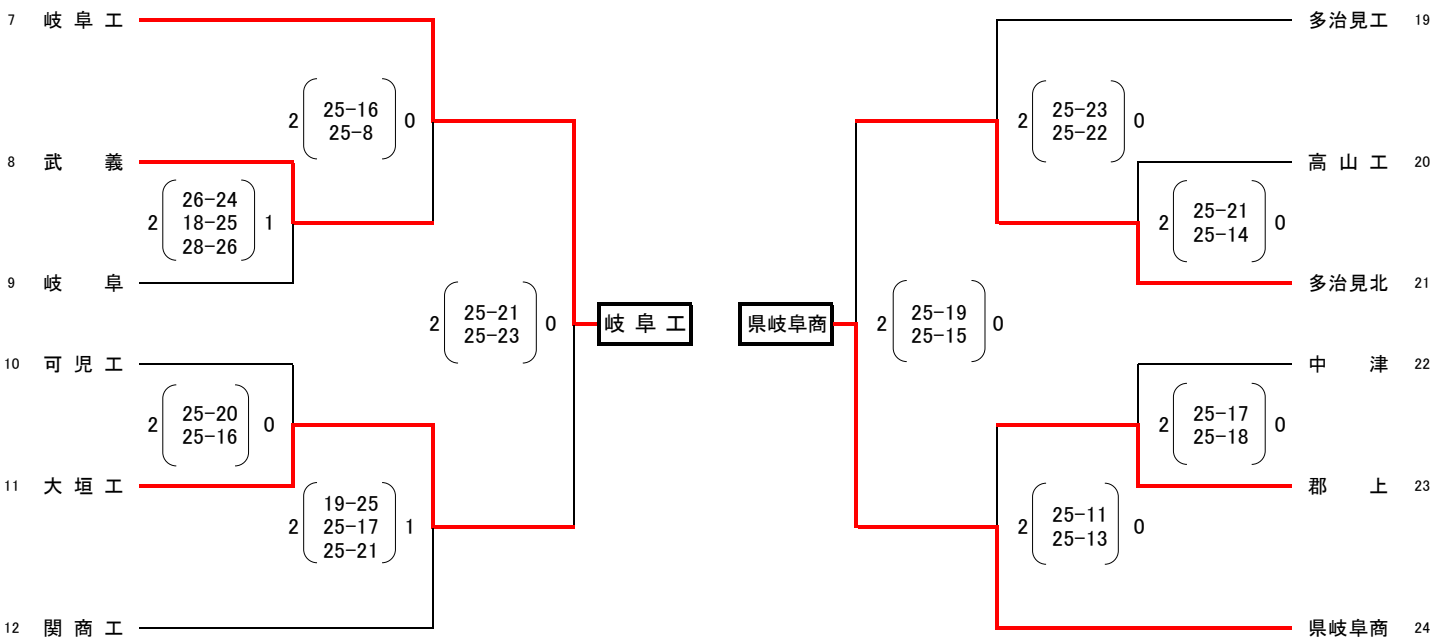 7 岐阜工
2 25-16 0
25-8
8 武義
2 26-24 1
18-25
28-26
9 岐阜
2 25-21 0
25-23
岐阜工
10 可児工
2 25-20 0
25-16
11 大垣工
2 19-25 1
25-17
25-21
12 関商工
多治見工 19
2 25-23 0
25-22
高山工 20
2 25-21 0
25-14
多治見北 21
県岐阜商
2 25-19 0
25-15
中津 22
2 25-17 0
25-18
郡上 23
2 25-11 0
25-13
県岐阜商 24